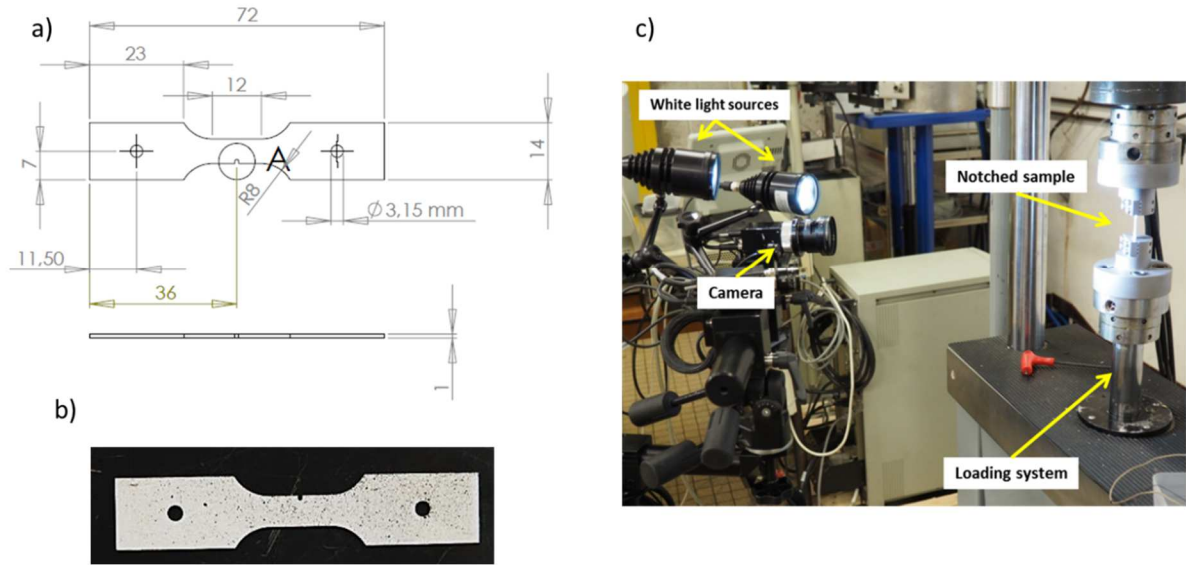 a)
72
23
12
7
A
R8
14
Ø 3,15 mm
11,50
36
1
b)
c)
White light sources
Notched sample
Camera
Loading system